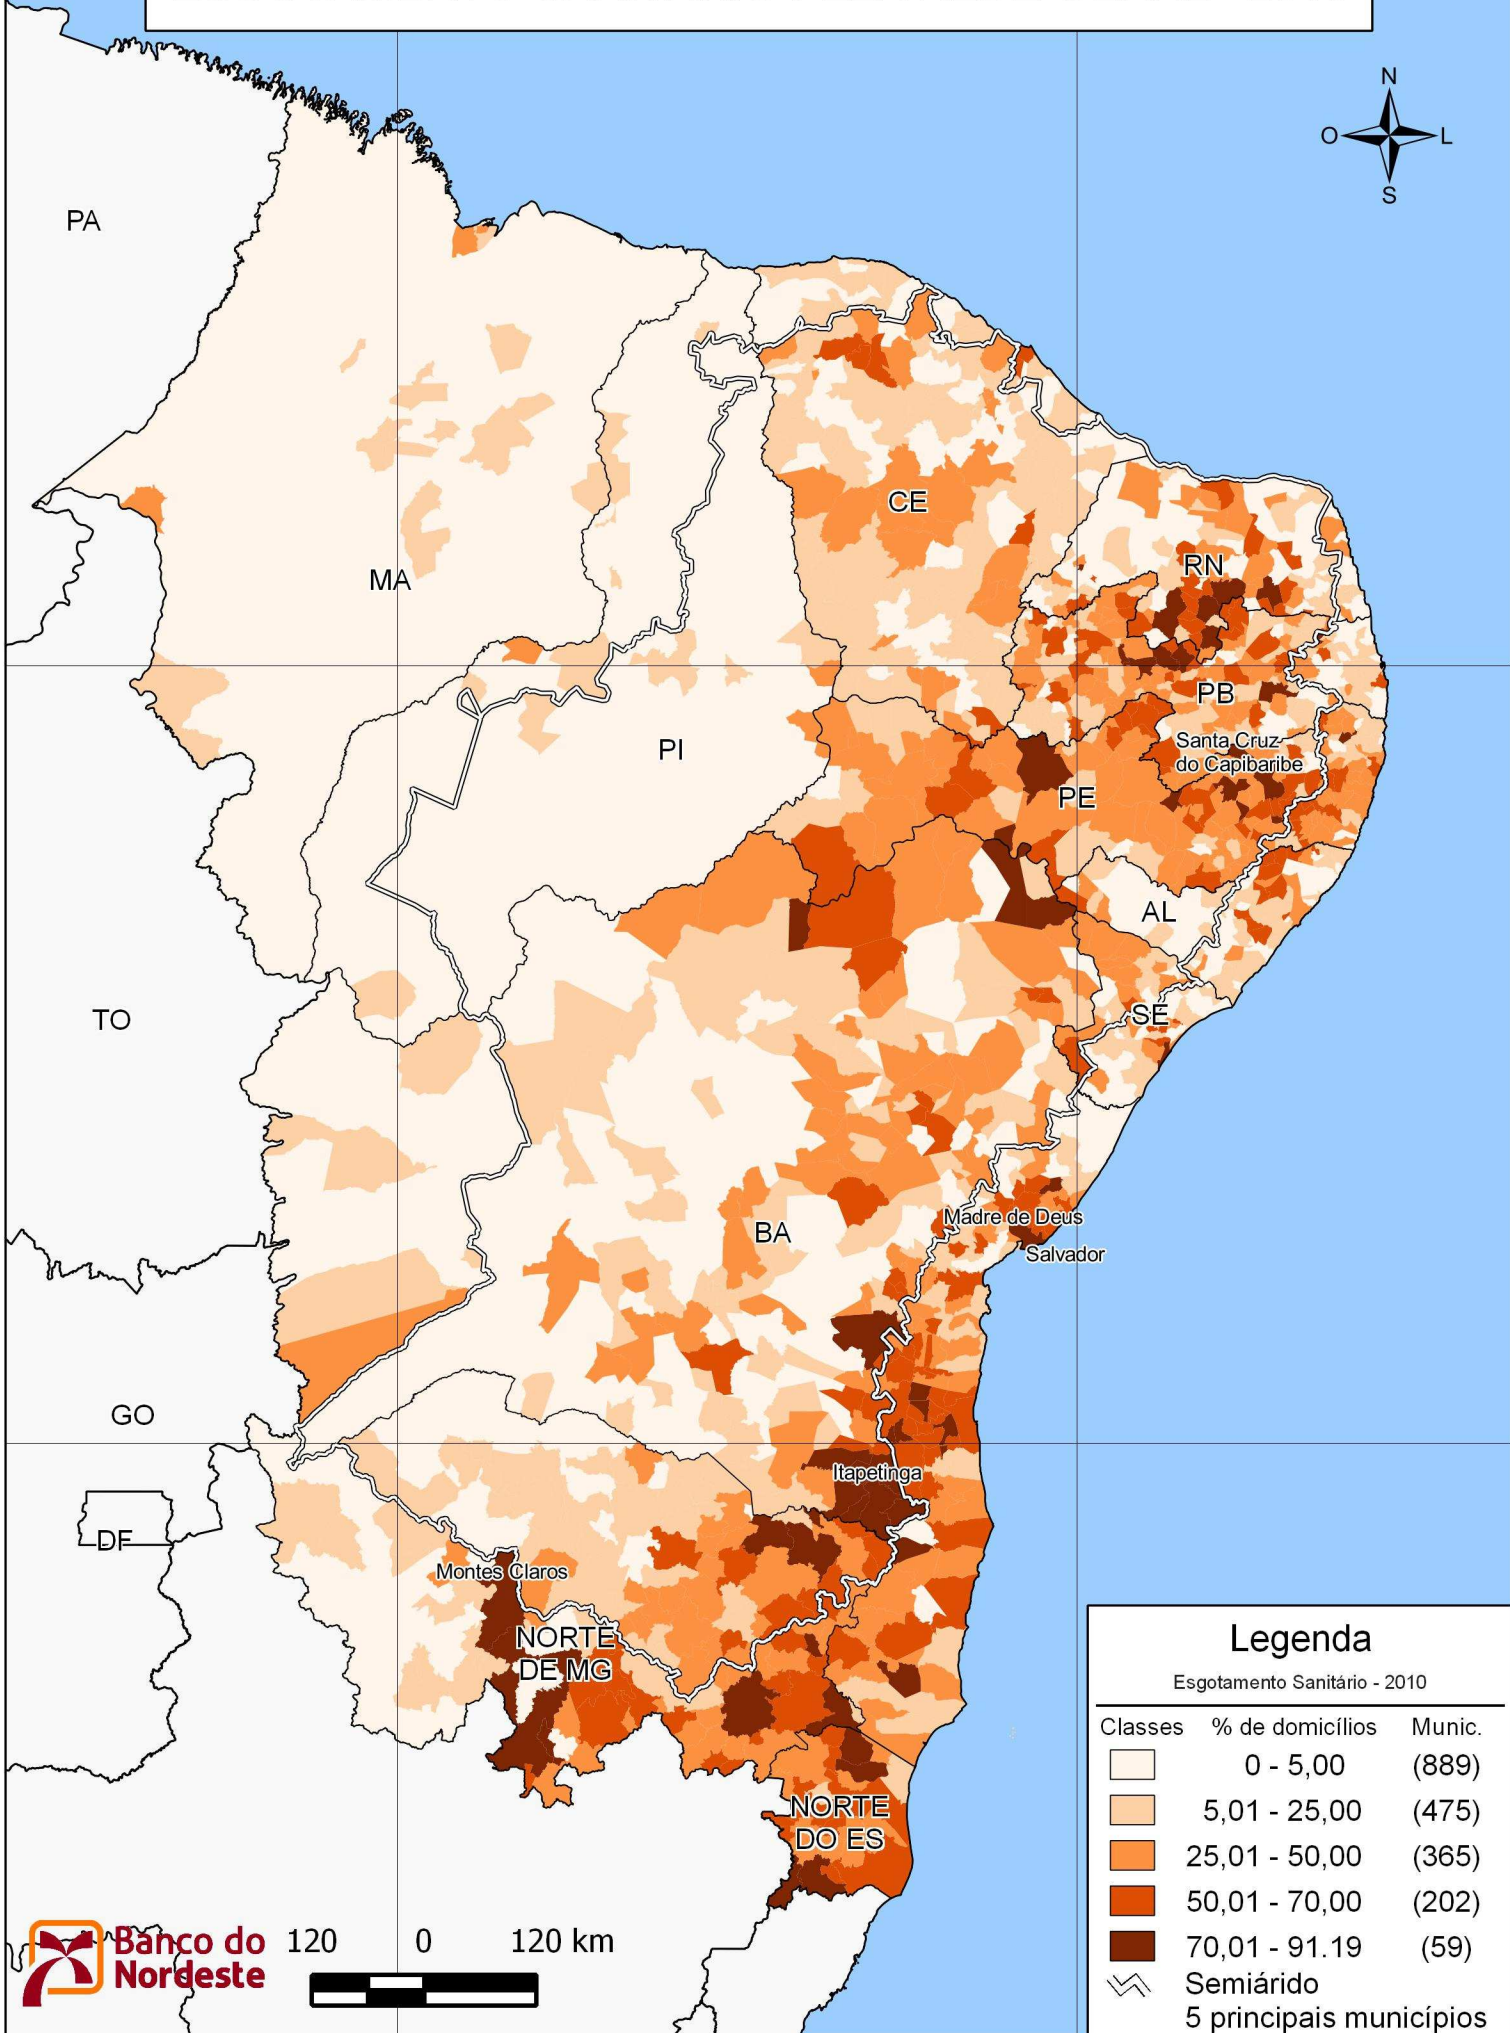 N
O L
S
PA
CE
RN
MA
PB
PI
Santa Cruz
do Capibaribe
PE
AL
TO
SE
Madre de Deus
BA
Salvador
GO
Itapetinga
DF
Montes Claros
NORTE
DE MG
NORTE
DO ES
Legenda
Esgotamento Sanitário - 2010
Classes % de domicílios Munic.
0 - 5,00 (889)
5,01 - 25,00 (475)
25,01 - 50,00 (365)
50,01 - 70,00 (202)
70,01 - 91.19 (59)
Semiárido
5 principais municípios
Banco do
Nordeste
120 0 120 km